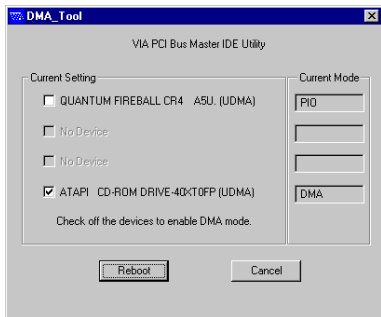 DMA_Tool
VIA PCI Bus Master IDE Utility
Current Setting
Current Mode
QUANTUM FIREBALL CR4 A5U. (UDMA)
PIO
No Device
No Device
ATAPI CD-ROM DRIVE-40XT0FP (UDMA)
DMA
Check off the devices to enable DMA mode.
Reboot
Cancel